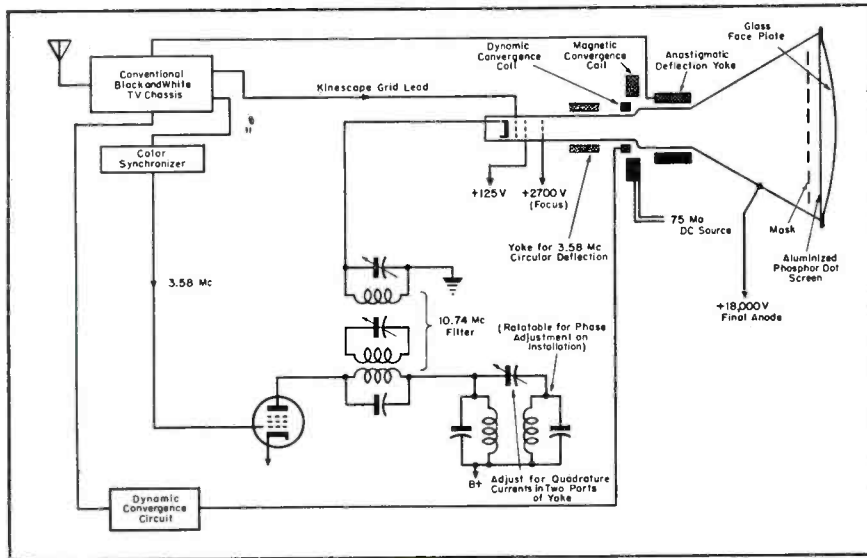 Glass
Face Plate
Dynamic
Convergence
Coil
Magnetic
Convergence
Coil
Anastigmatic
Deflection Yoke
Conventional
Black and White
TV Chassis
Kinescope Grid Lead
Color
Synchronizer
+125V
+2700 V
(Focus)
75 Ma
DC Source
Mask
Yoke for 3.58 Mc
Circular Deflection
Aluminized
Phosphor Dot
Screen
3.58 Mc
+18,000V
Final Anode
10.74 Mc
Filter
(Rotatable for Phase
Adjustment on
Installation)
B+
Adjust for Quadrature
Currents in Two Parts
of Yoke
Dynamic
Convergence
Circuit